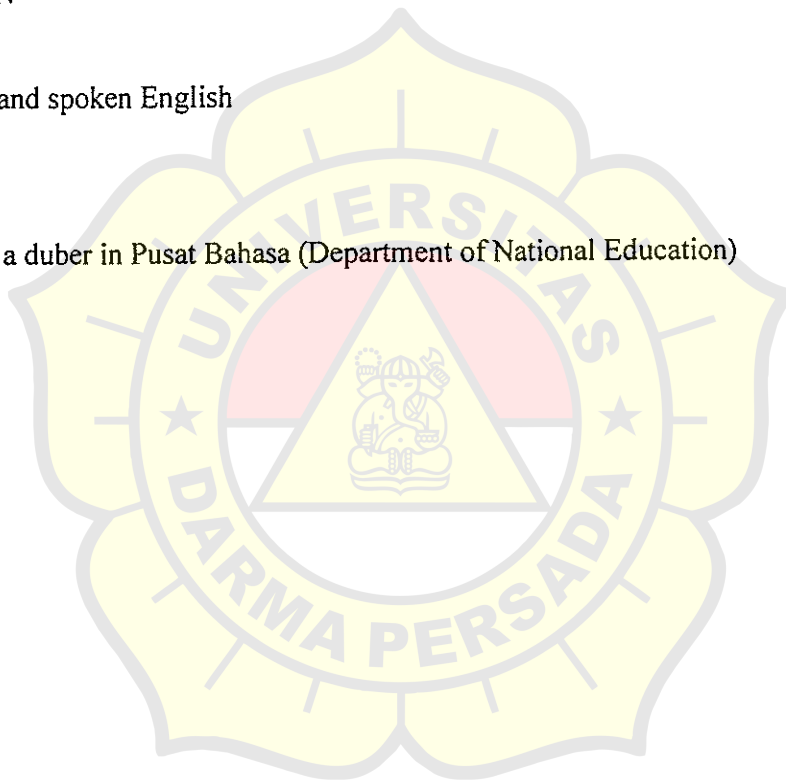 and spoken English
a duber in Pusat Bahasa (Department of National Education)
UNIVERSITAS
DARMA PERSADA